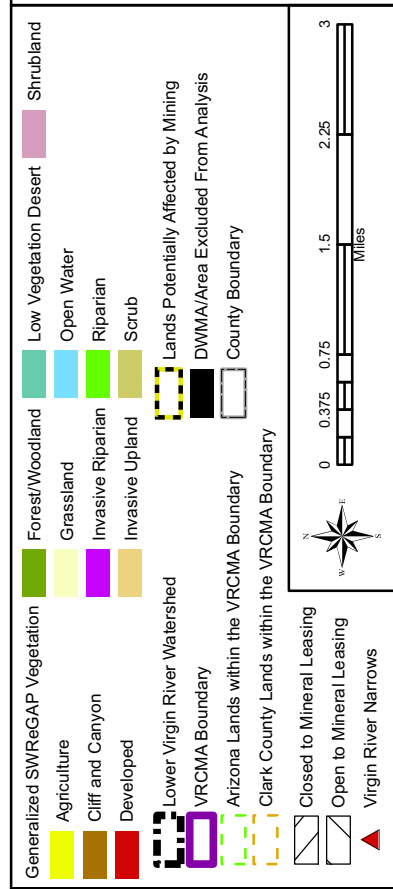 Generalized SWReGAP Vegetation
Agriculture
Cliff and Canyon
Developed
Forest/Woodland
Grassland
Invasive Riparian
Invasive Upland
Low Vegetation Desert
Open Water
Riparian
Scrub
Shrubland
Lower Virgin River Watershed
VRCMA Boundary
Arizona Lands within the VRCMA Boundary
Clark County Lands within the VRCMA Boundary
Lands Potentially Affected by Mining
DWMA/Area Excluded From Analysis
County Boundary
Closed to Mineral Leasing
Open to Mineral Leasing
Virgin River Narrows
N
W E
S
0 0.375 0.75 1.5 2.25 3
Miles